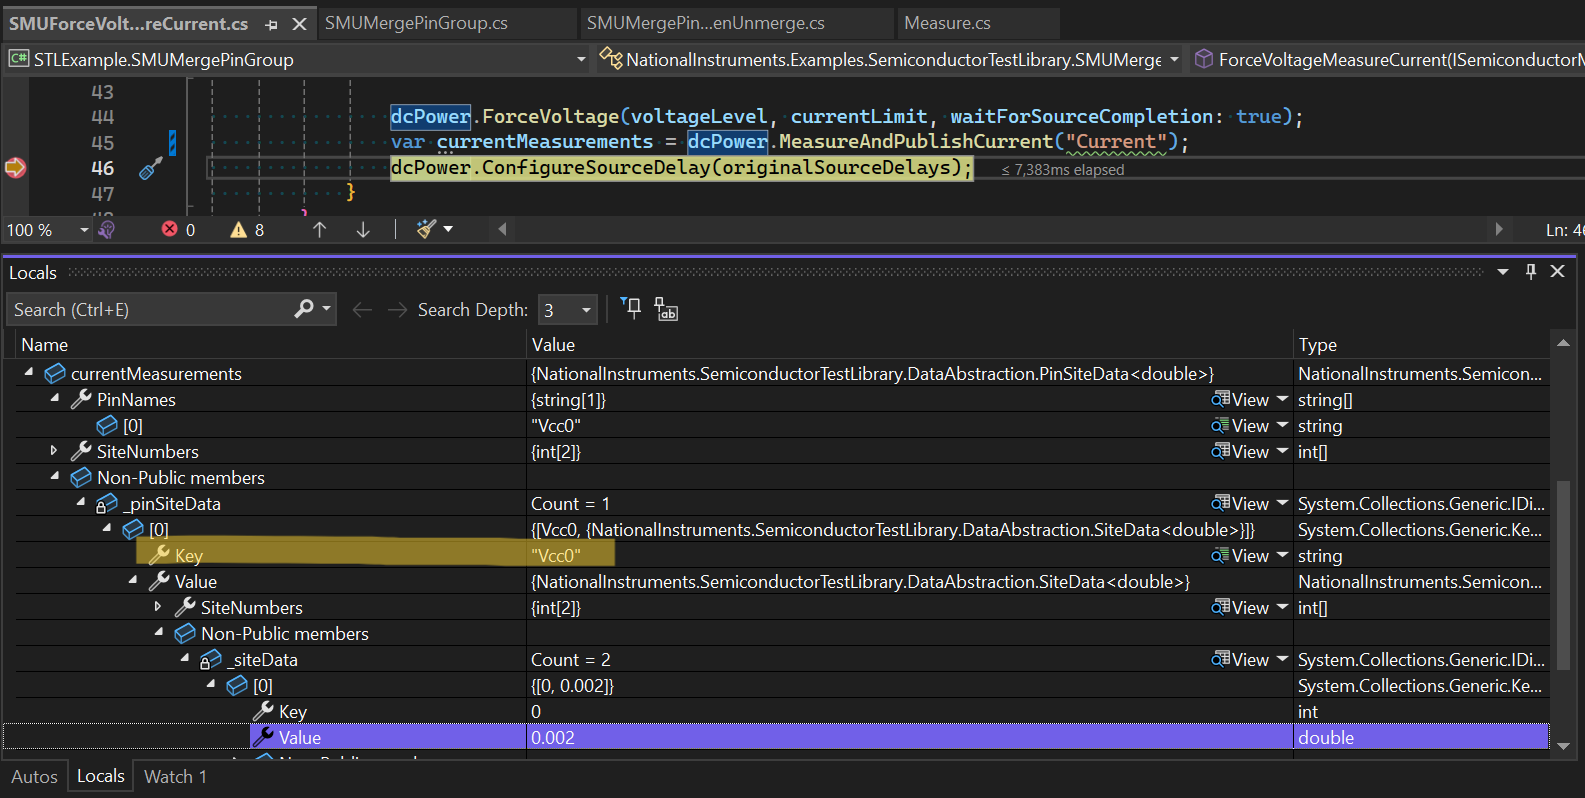 SMUForceVolt...reCurrent.cs
SMUMergePinGroup.cs
SMUMergePin...enUnmerge.cs
Measure.cs
C# STLExample.SMUMergePinGroup
NationalInstruments.Examples.SemiconductorTestLibrary.SMUMerge
ForceVoltageMeasureCurrent(ISemiconductorM
43
44 dcPower.ForceVoltage(voltageLevel, currentLimit, waitForSourceCompletion: true);
45 var currentMeasurements = dcPower.MeasureAndPublishCurrent("Current");
46 dcPower.ConfigureSourceDelay(originalSourceDelays); ≤ 7,383ms elapsed
47 }
100 % 0 8 Ln: 46
Locals
Search (Ctrl+E) Search Depth: 3
Name Value Type
currentMeasurements {NationalInstruments.SemiconductorTestLibrary.DataAbstraction.PinSiteData<double>} NationalInstruments.Semicon...
PinNames {string[1]} View string[]
[0] "Vcc0" View string
SiteNumbers {int[2]} View int[]
Non-Public members
_pinSiteData Count = 1 View System.Collections.Generic.IDi...
[0] {[Vcc0, {NationalInstruments.SemiconductorTestLibrary.DataAbstraction.SiteData<double>}]} System.Collections.Generic.Ke...
Key "Vcc0" View string
Value {NationalInstruments.SemiconductorTestLibrary.DataAbstraction.SiteData<double>} NationalInstruments.Semicon...
SiteNumbers {int[2]} View int[]
Non-Public members
_siteData Count = 2 View System.Collections.Generic.IDi...
[0] {[0, 0.002]} System.Collections.Generic.Ke...
Key 0 int
Value 0.002 double
Autos Locals Watch 1